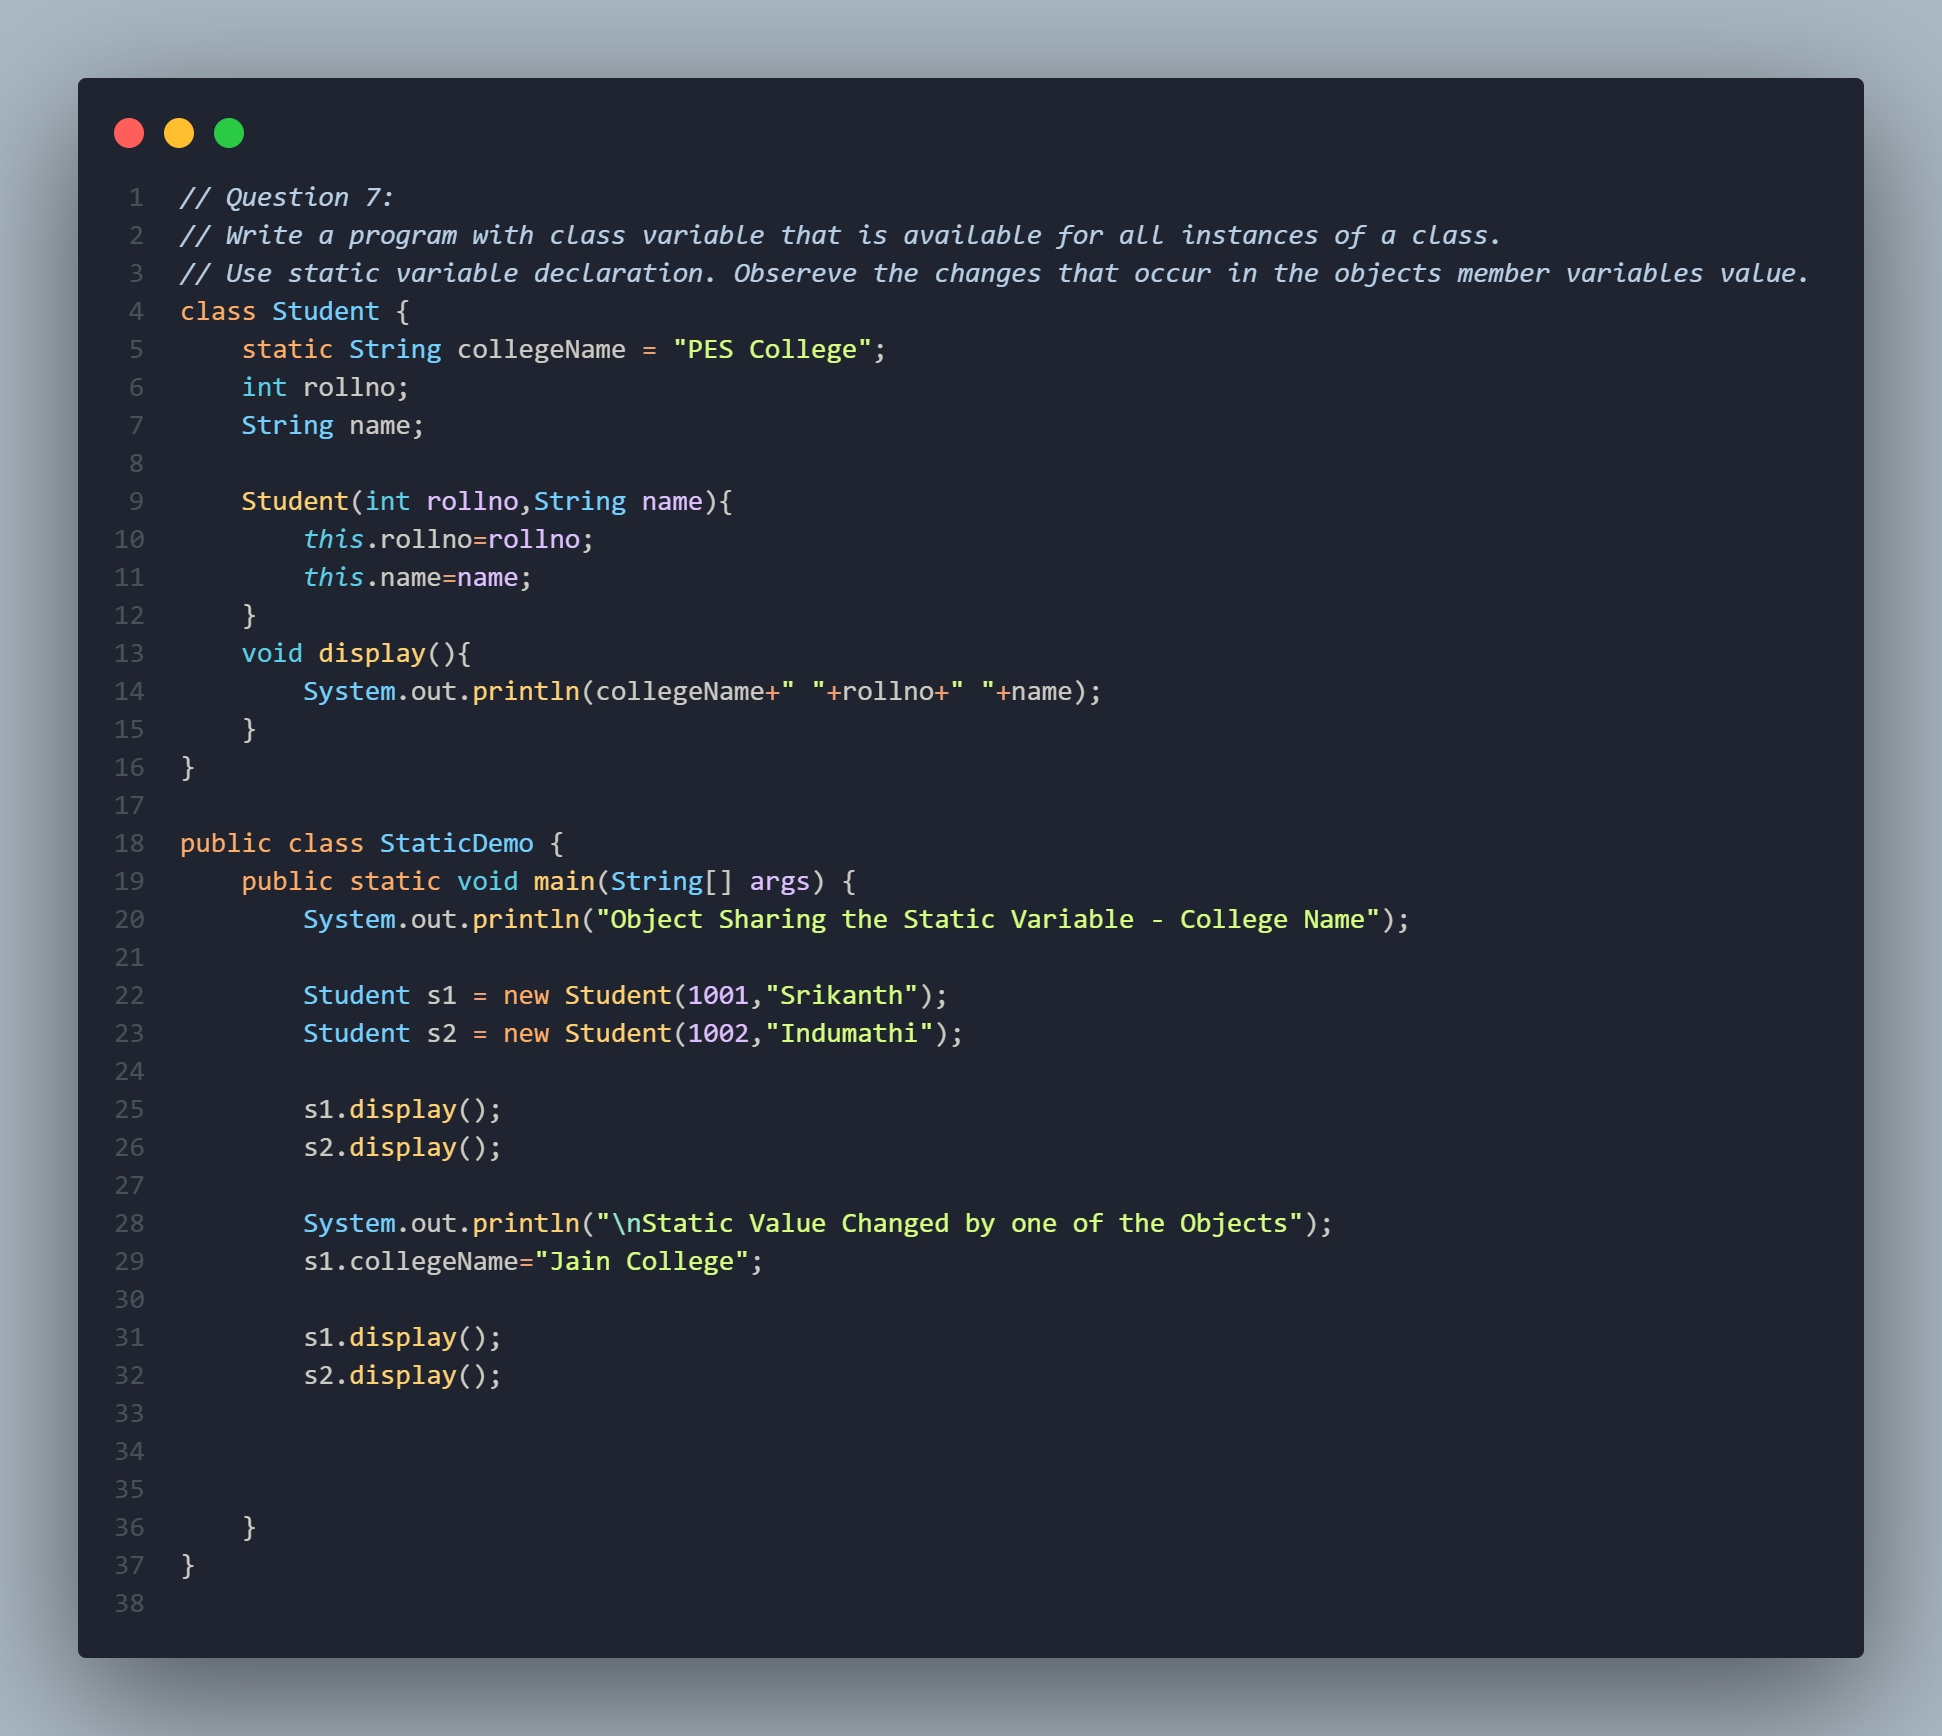 1 // Question 7:
2 // Write a program with class variable that is available for all instances of a class.
3 // Use static variable declaration. Obsereve the changes that occur in the objects member variables value.
4 class Student {
5     static String collegeName = "PES College";
6     int rollno;
7     String name;
8
9     Student(int rollno,String name){
10         this.rollno=rollno;
11         this.name=name;
12     }
13     void display(){
14         System.out.println(collegeName+" "+rollno+" "+name);
15     }
16 }
17
18 public class StaticDemo {
19     public static void main(String[] args) {
20         System.out.println("Object Sharing the Static Variable - College Name");
21
22         Student s1 = new Student(1001,"Srikanth");
23         Student s2 = new Student(1002,"Indumathi");
24
25         s1.display();
26         s2.display();
27
28         System.out.println("\nStatic Value Changed by one of the Objects");
29         s1.collegeName="Jain College";
30
31         s1.display();
32         s2.display();
33
34
35
36     }
37 }
38